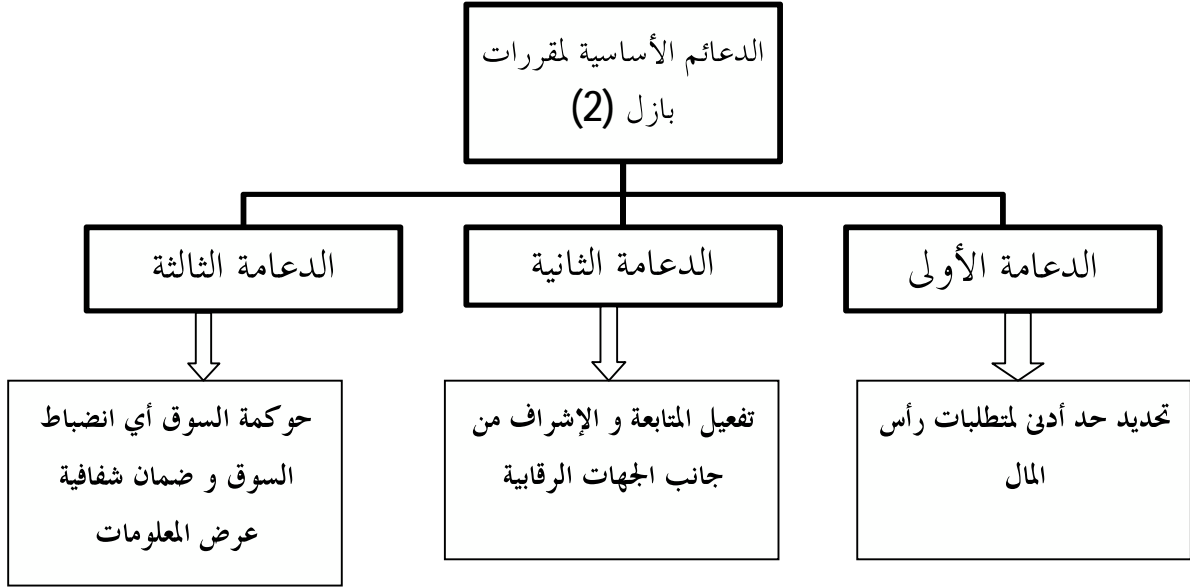 الدعائم الأساسية لمقررات
بازل (2)
الدعامة الأولى
الدعامة الثانية
الدعامة الثالثة
تحديد حد أدنى لمتطلبات رأس
المال
تفعيل المتابعة و الإشراف من
جانب الجهات الرقابية
حوكمة السوق أي انضباط
السوق و ضمان شفافية
عرض المعلومات